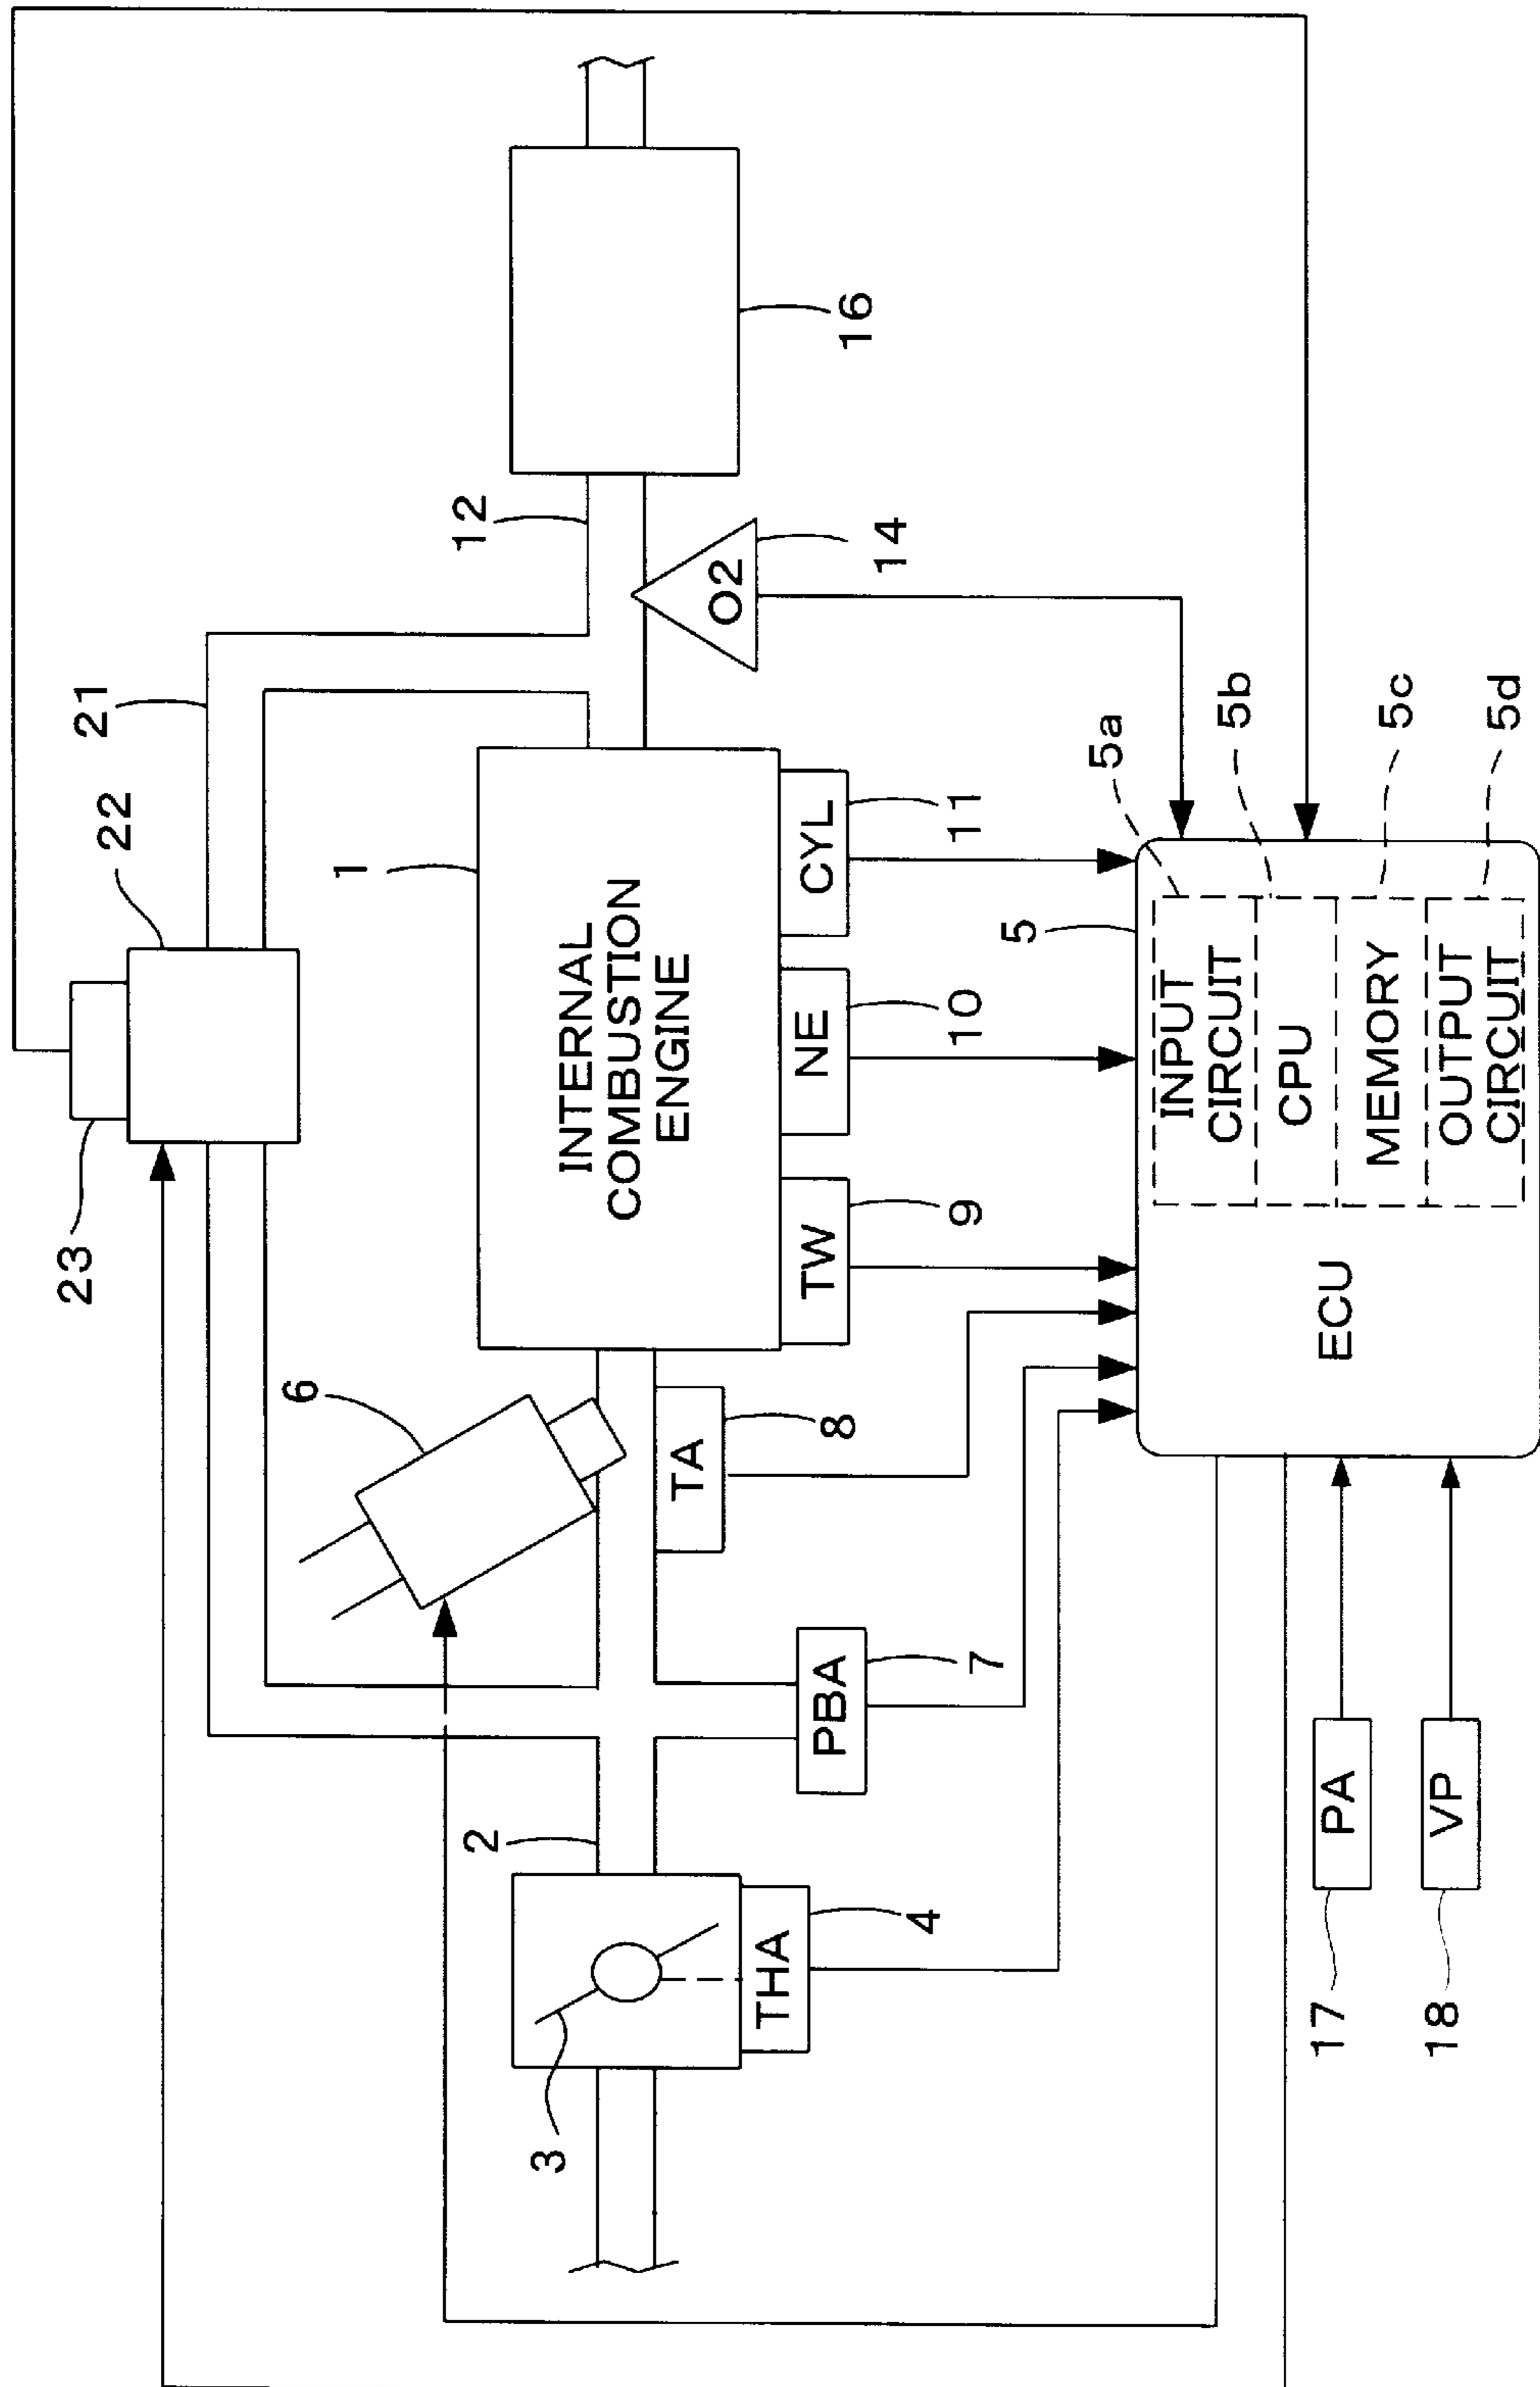 23
22
21
1
INTERNAL
COMBUSTION
ENGINE
6
12
16
2
3
THA
4
PBA
7
TA
8
TW
9
NE
10
CYL
11
O2
14
5
5a
5b
5c
5d
INPUT
CIRCUIT
CPU
MEMORY
OUTPUT
CIRCUIT
ECU
PA
17
VP
18